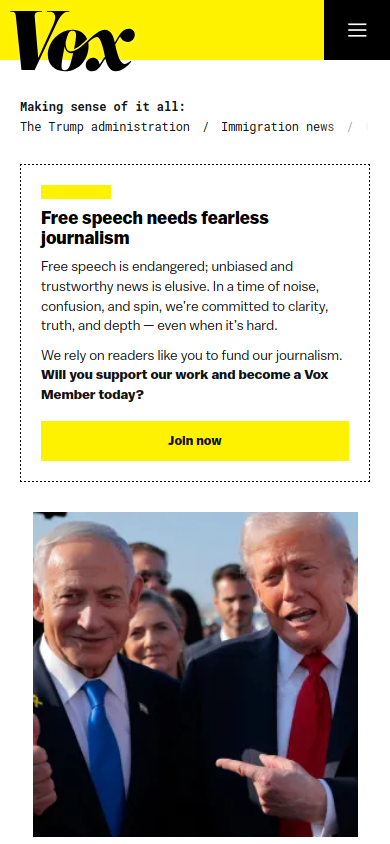 Vox
Making sense of it all:
The Trump administration / Immigration news /
Free speech needs fearless
journalism
Free speech is endangered; unbiased and
trustworthy news is elusive. In a time of noise,
confusion, and spin, we're committed to clarity,
truth, and depth — even when it's hard.
We rely on readers like you to fund our journalism.
Will you support our work and become a Vox
Member today?
Join now